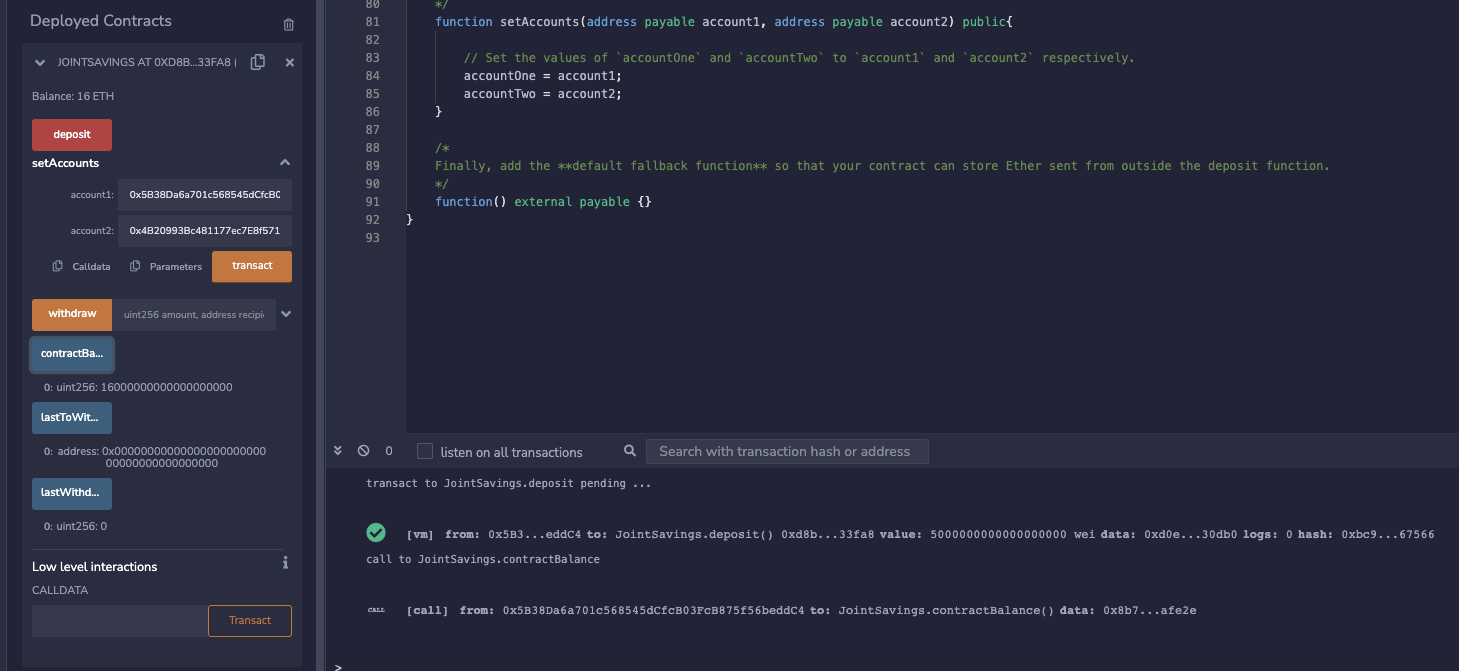 Deployed Contracts
JOINTSAVINGS AT 0XD8B...33FA8 (
Balance: 16 ETH
deposit
setAccounts
account1: 0x5B38Da6a701c568545dCfcB0
account2: 0x4B20993Bc481177ec7E8f571
Calldata Parameters transact
withdraw uint256 amount, address recipi
contractBa...
0: uint256: 16000000000000000000
lastToWit...
0: address: 0x00000000000000000000000
00000000000000000
lastWithd...
0: uint256: 0
Low level interactions
CALLDATA
Transact
80 */
81 function setAccounts(address payable account1, address payable account2) public{
82
83 // Set the values of `accountOne` and `accountTwo` to `account1` and `account2` respectively.
84 accountOne = account1;
85 accountTwo = account2;
86 }
87
88 /*
89 Finally, add the **default fallback function** so that your contract can store Ether sent from outside the deposit function.
90 */
91 function() external payable {}
92 }
93
0 listen on all transactions Search with transaction hash or address
transact to JointSavings.deposit pending ...
[vm] from: 0x5B3...eddC4 to: JointSavings.deposit() 0xd8b...33fa8 value: 5000000000000000000 wei data: 0xd0e...30db0 logs: 0 hash: 0xbc9...67566
call to JointSavings.contractBalance
CALL [call] from: 0x5B38Da6a701c568545dCfcB03FcB875f56beddC4 to: JointSavings.contractBalance() data: 0x8b7...afe2e
>